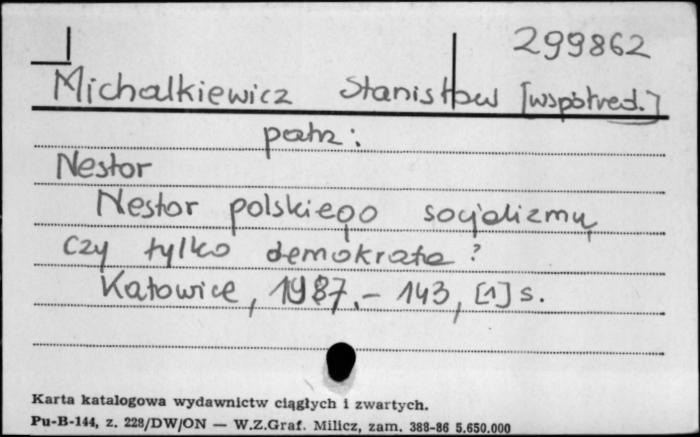 299862
Michalkiewicz Stanisław [współred.]
patrz:
Nestor
Nestor polskiego socjalizmu
czy tylko demokrata?
Katowice, 1987.- 143, [1] s.
Karta katalogowa wydawnictw ciągłych i zwartych.
Pu-B-144, z. 228/DW/ON — W.Z.Graf. Milicz, zam. 388-86 5.650.000